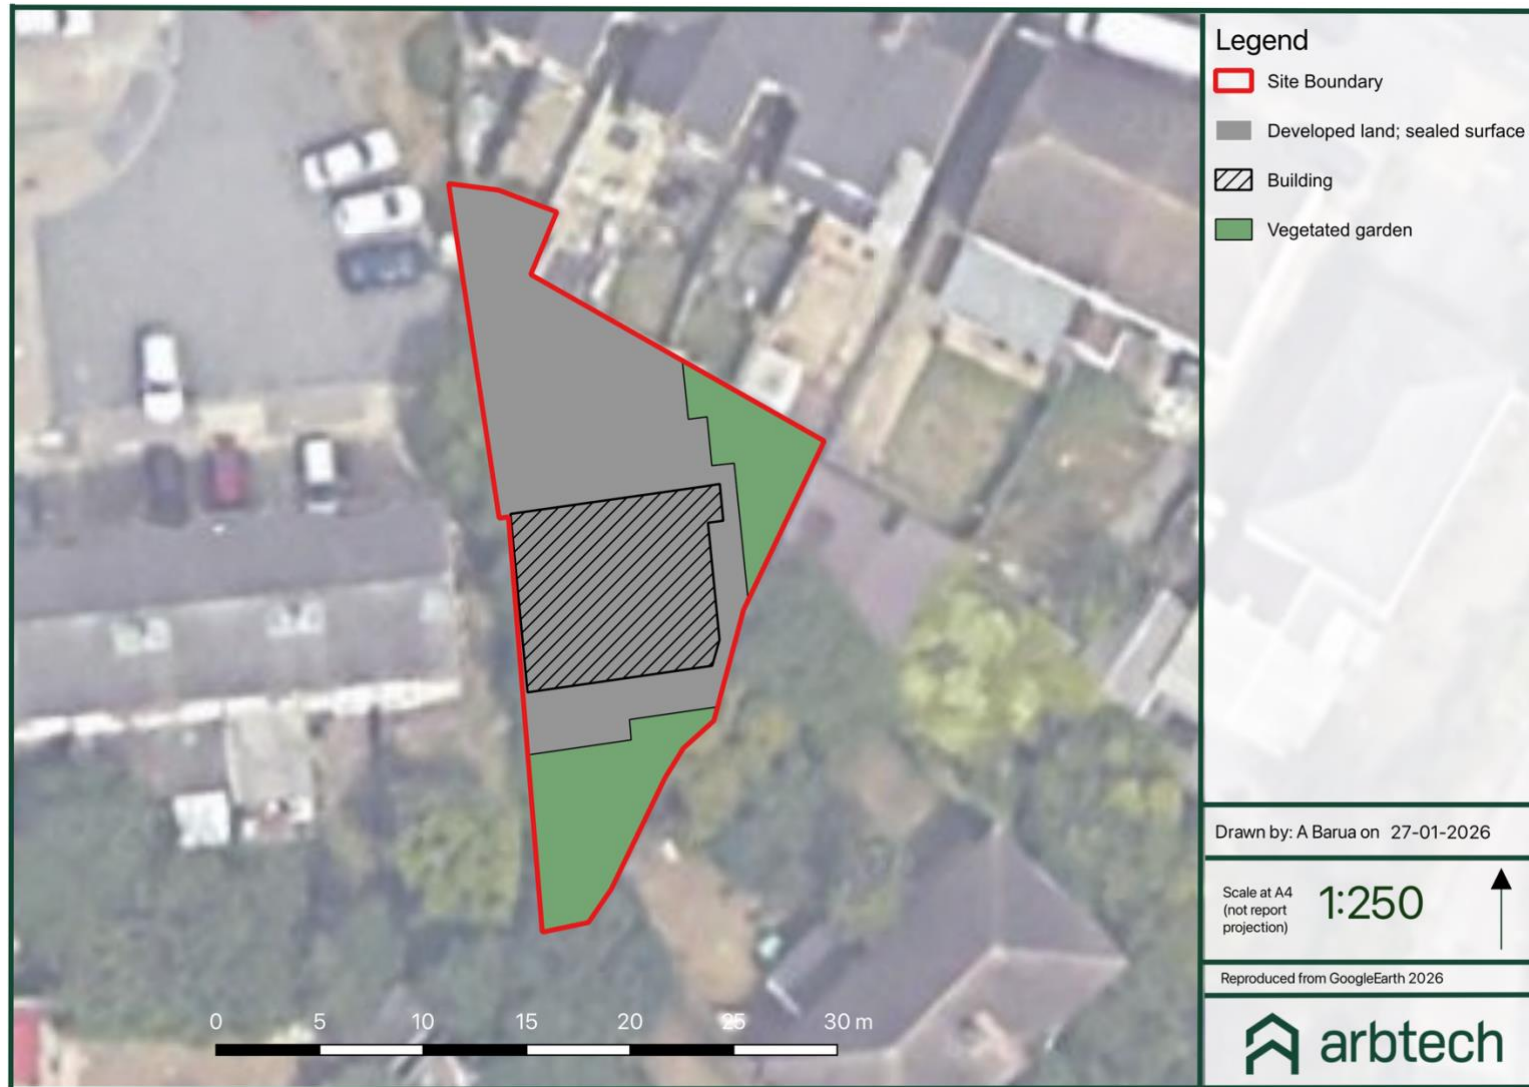 Legend
Site Boundary
Developed land; sealed surface
Building
Vegetated garden
Drawn by: A Barua on 27-01-2026
Scale at A4
(not report
projection)
1:250
Reproduced from GoogleEarth 2026
arbtech
0 5 10 15 20 25 30 m